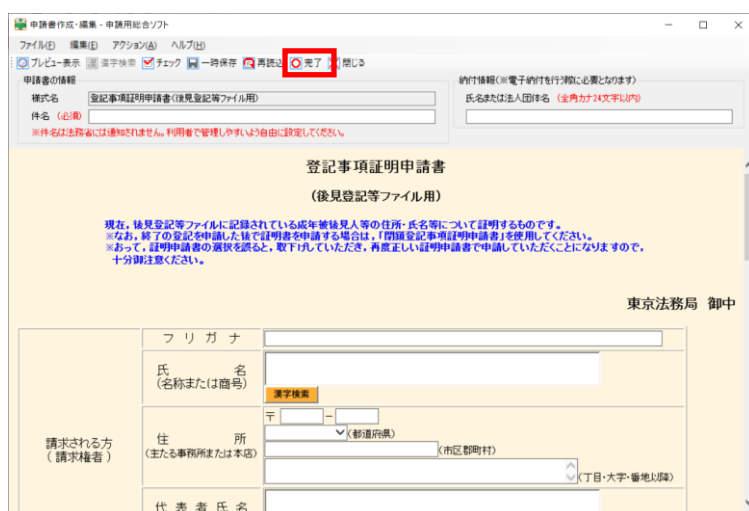 申請書作成・編集 - 申請用総合ソフト
ファイル(F) 編集(E) アクション(A) ヘルプ(H)
プレビュー表示 漢字検索 チェック 一時保存 再読込 完了 閉じる
申請書の情報
様式名 登記事項証明申請書(後見登記等ファイル用)
件名 (必須)
※件名は法務省には通知されません。利用者で管理しやすいよう自由に設定してください。
納付情報(※電子納付を行う際に必要となります)
氏名または法人団体名 (全角カナ24文字以内)
登記事項証明申請書
(後見登記等ファイル用)
現在,後見登記等ファイルに記録されている成年被後見人等の住所・氏名等について証明するものです。
※なお,終了の登記を申請した後で証明書を申請する場合は,「閉鎖登記事項証明申請書」を使用してください。
※おって,証明申請書の選択を誤ると,取下げしていただき,再度正しい証明申請書で申請していただくことになりますので,
十分御注意ください。
東京法務局 御中
フリガナ
氏 名
(名称または商号)
漢字検索
請求される方
(請求権者)
住 所
(主たる事務所または本店)
〒 -
(都道府県)
(市区郡町村)
(丁目・大字・番地以降)
代表者氏名